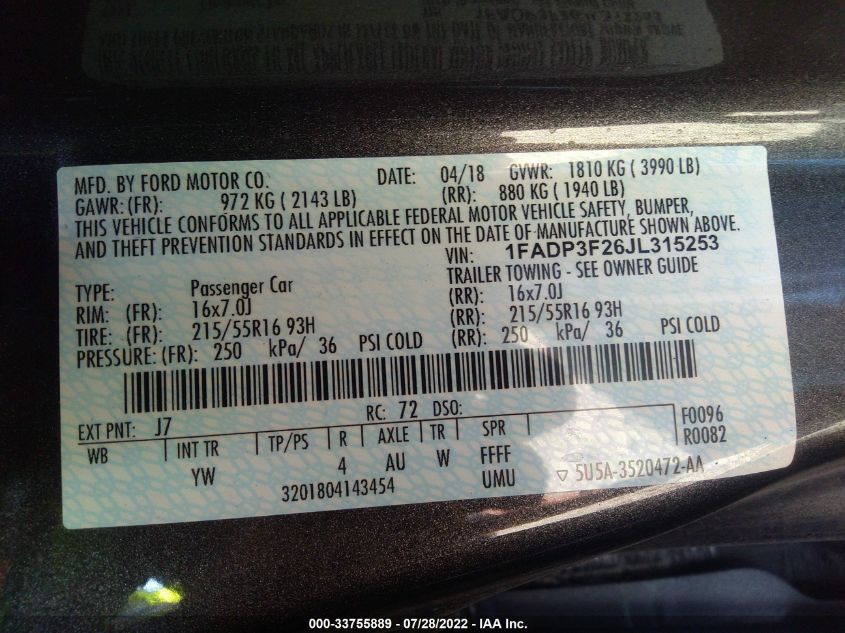 MFD. BY FORD MOTOR CO. DATE: 04/18 GVWR: 1810 KG ( 3990 LB)
GAWR: (FR): 972 KG ( 2143 LB) (RR): 880 KG ( 1940 LB)
THIS VEHICLE CONFORMS TO ALL APPLICABLE FEDERAL MOTOR VEHICLE SAFETY, BUMPER,
AND THEFT PREVENTION STANDARDS IN EFFECT ON THE DATE OF MANUFACTURE SHOWN ABOVE.
VIN: 1FADP3F26JL315253
TYPE: Passenger Car TRAILER TOWING - SEE OWNER GUIDE
RIM: (FR): 16x7.0J (RR): 16x7.0J
TIRE: (FR): 215/55R16 93H (RR): 215/55R16 93H
PRESSURE: (FR): 250 kPa/ 36 PSI COLD (RR): 250 kPa/ 36 PSI COLD
EXT PNT: J7 RC: 72 DSO: F0096
WB INT TR TP/PS R AXLE TR SPR R0082
YW 4 AU W FFFF
3201804143454 UMU ▽ 5U5A-3520472-AA
000-33755889 - 07/28/2022 - IAA Inc.